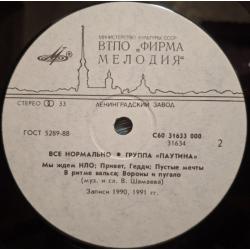 МИНИСТЕРСТВО КУЛЬТУРЫ СССР
ВТПО „ФИРМА
МЕЛОДИЯ"
СТЕРЕО 33
ЛЕНИНГРАДСКИЙ ЗАВОД
ГОСТ 5289-88
С60 31633 000
31634
2
ВСЕ НОРМАЛЬНО ● ГРУППА «ПАУТИНА»
Мы ждем НЛО; Привет, Гедди; Пустые мечты
В ритме вальса; Вороны и пугало
(муз. и сл. В. Шамаева)
Записи 1990, 1991 гг.